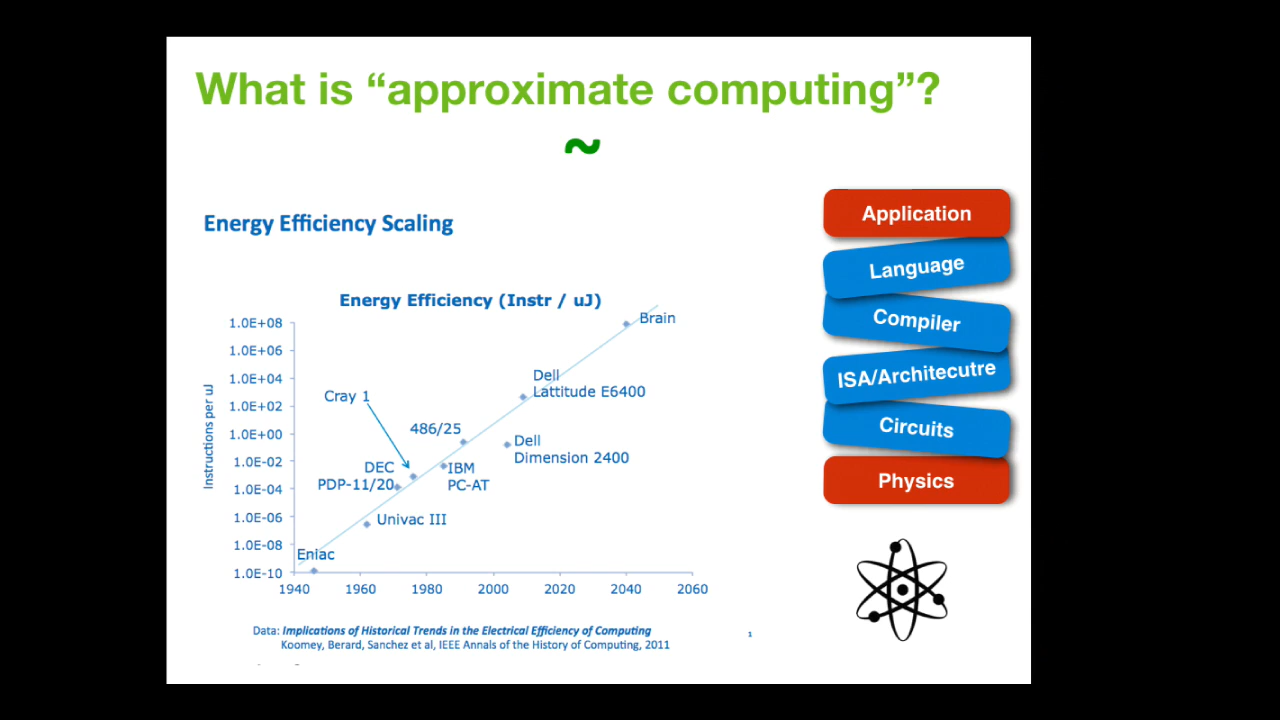 What is “approximate computing”?
~
Energy Efficiency Scaling
Energy Efficiency (Instr / uJ)
Instructions per uJ
1.0E+08
1.0E+06
1.0E+04
1.0E+02
1.0E+00
1.0E-02
1.0E-04
1.0E-06
1.0E-08
1.0E-10
1940
1960
1980
2000
2020
2040
2060
Brain
Dell
Lattitude E6400
Cray 1
486/25
Dell
Dimension 2400
DEC
PDP-11/20
IBM
PC-AT
Univac III
Eniac
Data: Implications of Historical Trends in the Electrical Efficiency of Computing
Koomey, Berard, Sanchez et al, IEEE Annals of the History of Computing, 2011
1
Application
Language
Compiler
ISA/Architecutre
Circuits
Physics